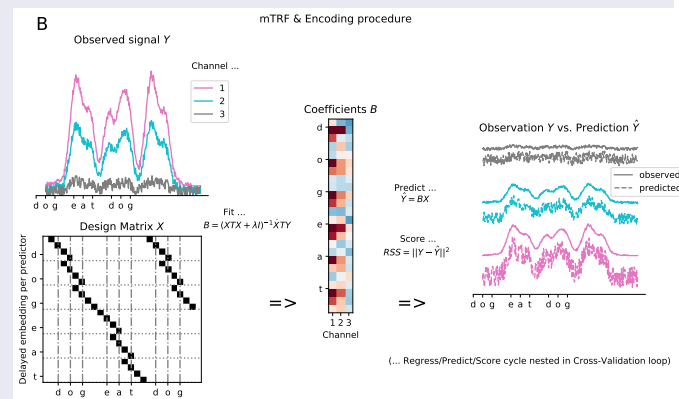 B
mTRF & Encoding procedure
Observed signal Y
Channel ...
1
2
3
d o g e a t d o g
Fit ...
B = (XTX + λI)⁻¹ẊTY
Design Matrix X
Delayed embedding per predictor
d
o
g
e
a
t
d o g e a t d o g
=>
Coefficients B
d
o
g
e
a
t
1 2 3
Channel
Predict ...
Ŷ = BX
Score ...
RSS = ||Y − Ŷ||²
=>
Observation Y vs. Prediction Ŷ
observed
predicted
d o g e a t d o g
(... Regress/Predict/Score cycle nested in Cross-Validation loop)